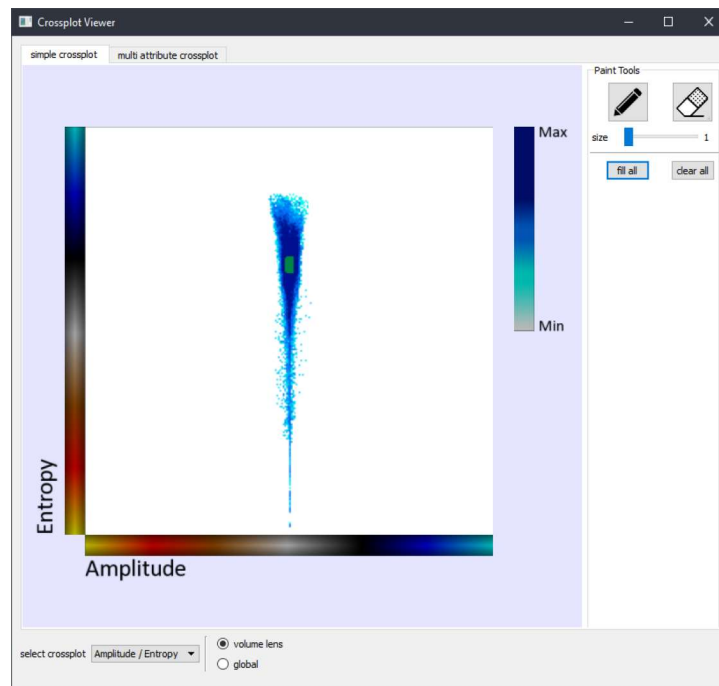 Crossplot Viewer
simple crossplot multi attribute crossplot
Paint Tools
size 1
fill all clear all
Max
Min
Entropy
Amplitude
select crossplot Amplitude / Entropy
volume lens
global